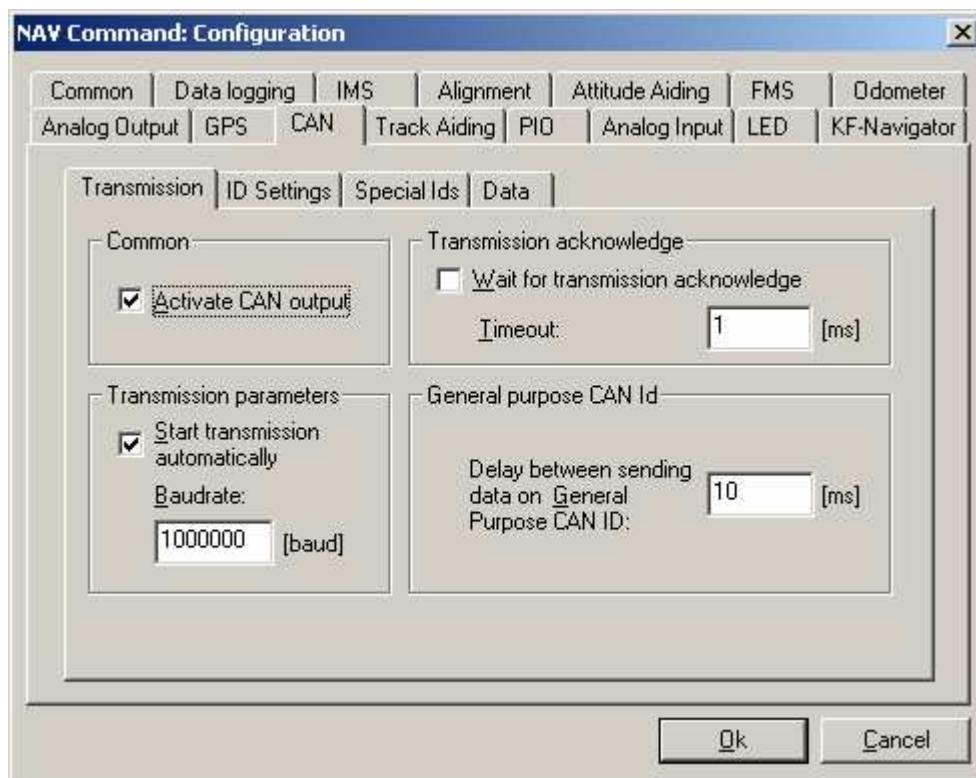 NAV Command: Configuration
Common Data logging IMS Alignment Attitude Aiding FMS Odometer
Analog Output GPS CAN Track Aiding PIO Analog Input LED KF-Navigator
Transmission ID Settings Special Ids Data
Common
Activate CAN output
Transmission acknowledge
Wait for transmission acknowledge
Timeout: 1 [ms]
Transmission parameters
Start transmission
automatically
Baudrate:
1000000 [baud]
General purpose CAN Id
Delay between sending
data on General
Purpose CAN ID:
10 [ms]
Ok Cancel